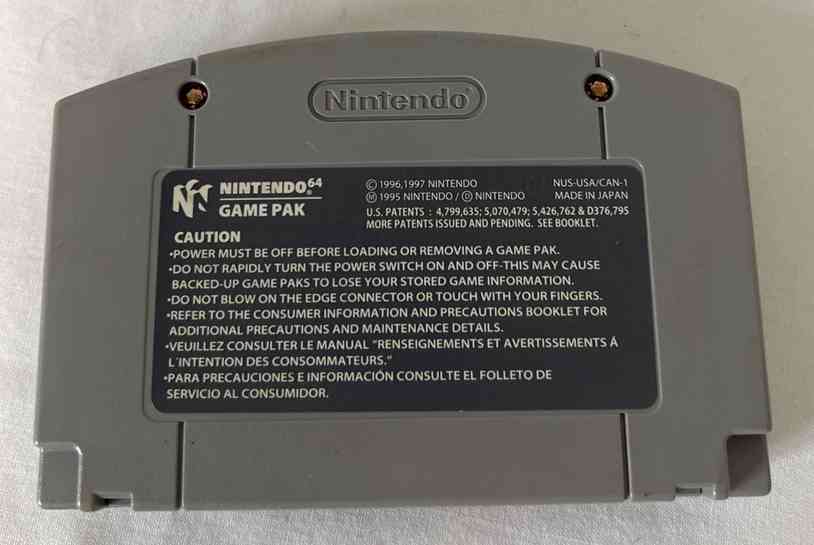 Nintendo
NINTENDO64
GAME PAK
©1996,1997 NINTENDO
Ⓜ1995 NINTENDO / Ⓓ NINTENDO
NUS-USA/CAN-1
MADE IN JAPAN
U.S. PATENTS : 4,799,635; 5,070,479; 5,426,762 & D376,795
MORE PATENTS ISSUED AND PENDING. SEE BOOKLET.
CAUTION
•POWER MUST BE OFF BEFORE LOADING OR REMOVING A GAME PAK.
•DO NOT RAPIDLY TURN THE POWER SWITCH ON AND OFF-THIS MAY CAUSE
BACKED-UP GAME PAKS TO LOSE YOUR STORED GAME INFORMATION.
•DO NOT BLOW ON THE EDGE CONNECTOR OR TOUCH WITH YOUR FINGERS.
•REFER TO THE CONSUMER INFORMATION AND PRECAUTIONS BOOKLET FOR
ADDITIONAL PRECAUTIONS AND MAINTENANCE DETAILS.
•VEUILLEZ CONSULTER LE MANUAL "RENSEIGNEMENTS ET AVERTISSEMENTS Á
L'INTENTION DES CONSOMMATEURS."
•PARA PRECAUCIONES E INFORMACIÓN CONSULTE EL FOLLETO DE
SERVICIO AL CONSUMIDOR.